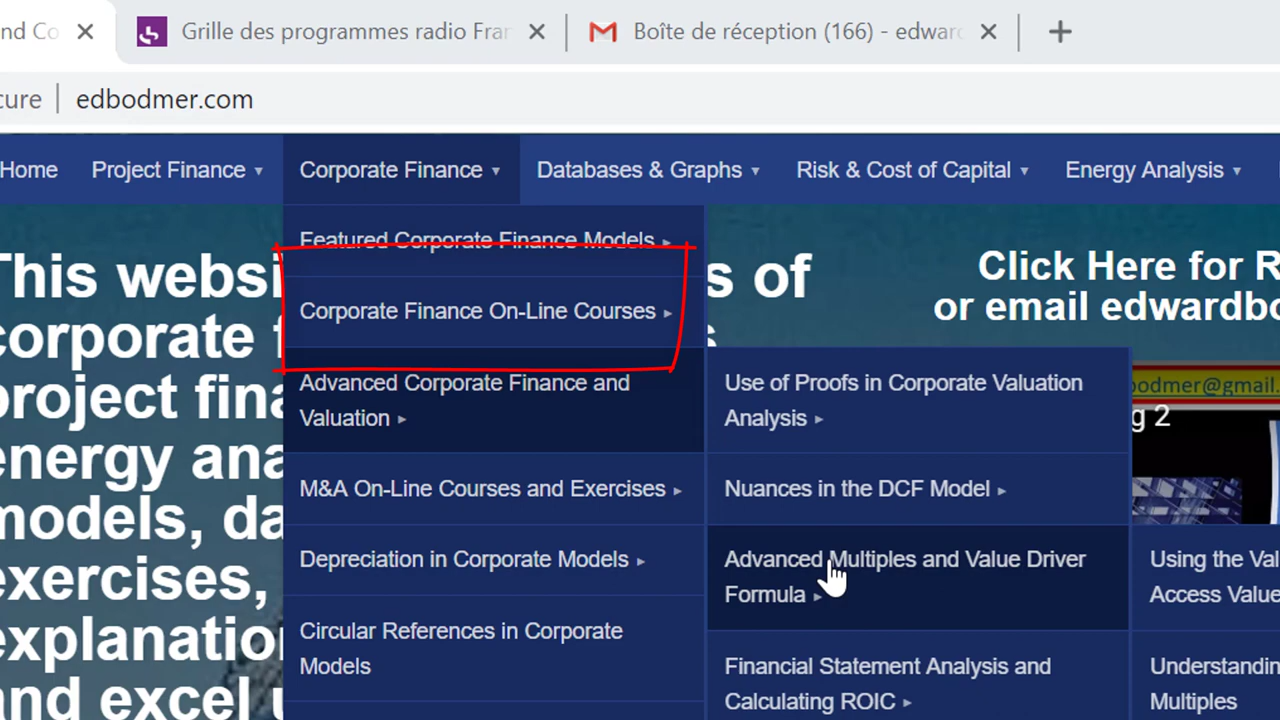 nd Co
Grille des programmes radio Fra
Boîte de réception (166) - edward
cure
edbodmer.com
Home
Project Finance
Corporate Finance
Databases & Graphs
Risk & Cost of Capital
Energy Analysis
Featured Corporate Finance Models
Corporate Finance On-Line Courses
Advanced Corporate Finance and
Valuation
M&A On-Line Courses and Exercises
Depreciation in Corporate Models
Circular References in Corporate
Models
Use of Proofs in Corporate Valuation
Analysis
Nuances in the DCF Model
Advanced Multiples and Value Driver
Formula
Financial Statement Analysis and
Calculating ROIC
Using the Val
Access Value
Understandin
Multiples
This websi
s of
corporate f
project fina
energy ana
models, da
exercises,
explanation
and excel u
Click Here for R
or email edwardbo
bodmer@gmail.
g 2